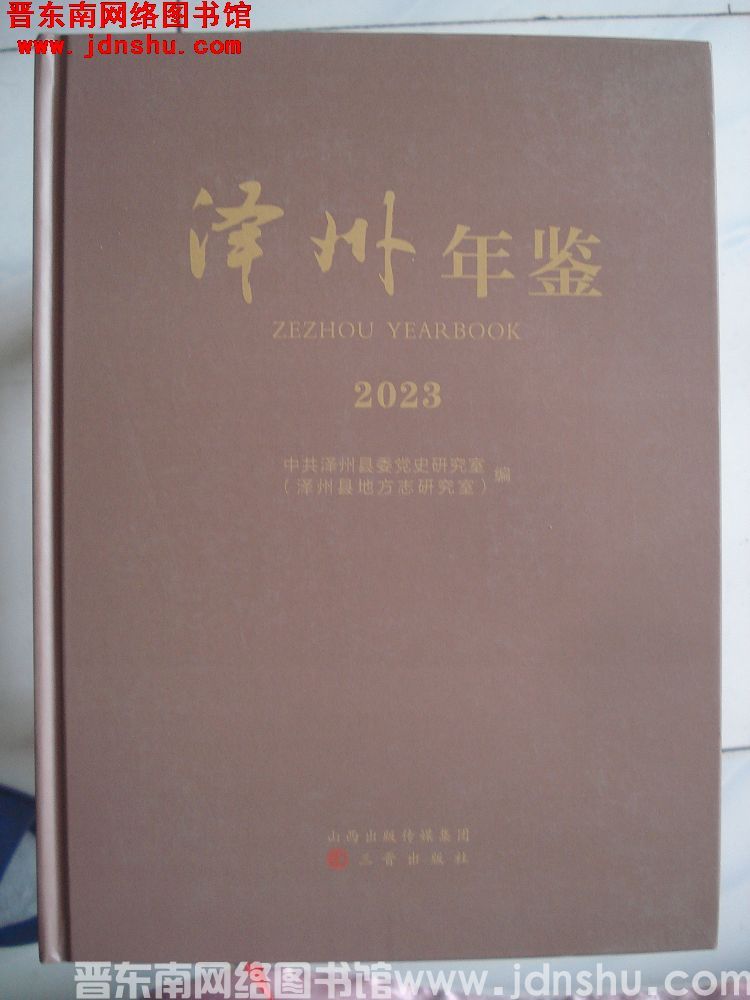 晋东南网络图书馆
www.jdnshu.com
泽州年鉴
ZEZHOU YEARBOOK
2023
中共泽州县委党史研究室
（泽州县地方志研究室）
编
山西出版传媒集团
三晋出版社
晋东南网络图书馆www.jdnshu.com